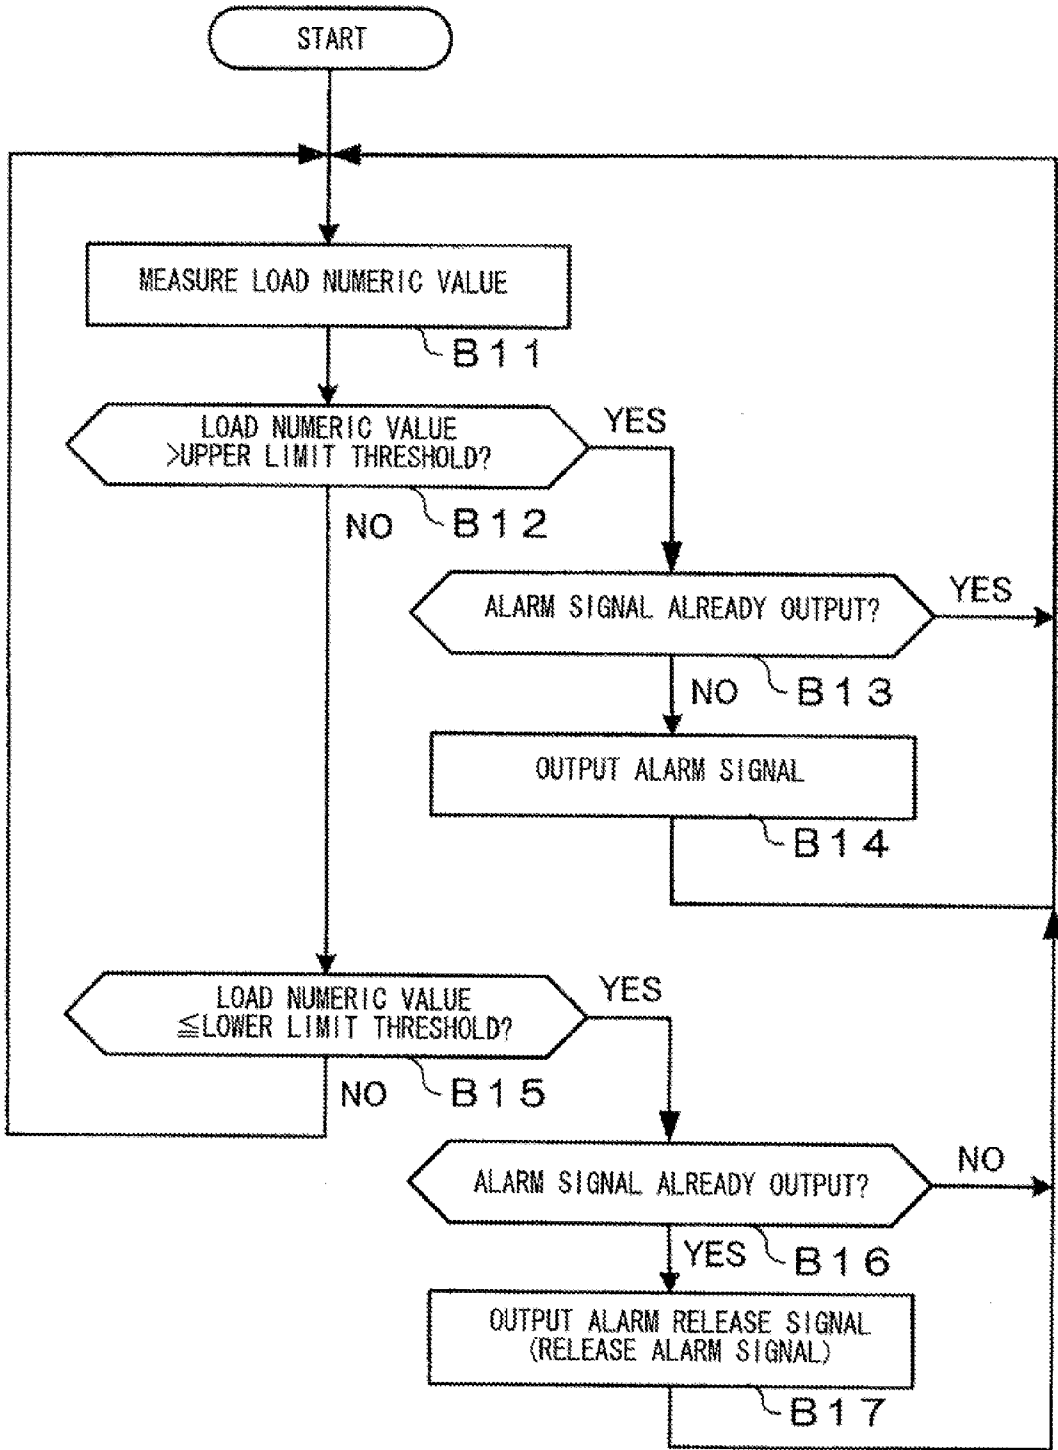 START
MEASURE LOAD NUMERIC VALUE
B11
LOAD NUMERIC VALUE
>UPPER LIMIT THRESHOLD?
YES
NO
B12
ALARM SIGNAL ALREADY OUTPUT?
YES
NO
B13
OUTPUT ALARM SIGNAL
B14
LOAD NUMERIC VALUE
≦LOWER LIMIT THRESHOLD?
YES
NO
B15
ALARM SIGNAL ALREADY OUTPUT?
NO
YES
B16
OUTPUT ALARM RELEASE SIGNAL
(RELEASE ALARM SIGNAL)
B17